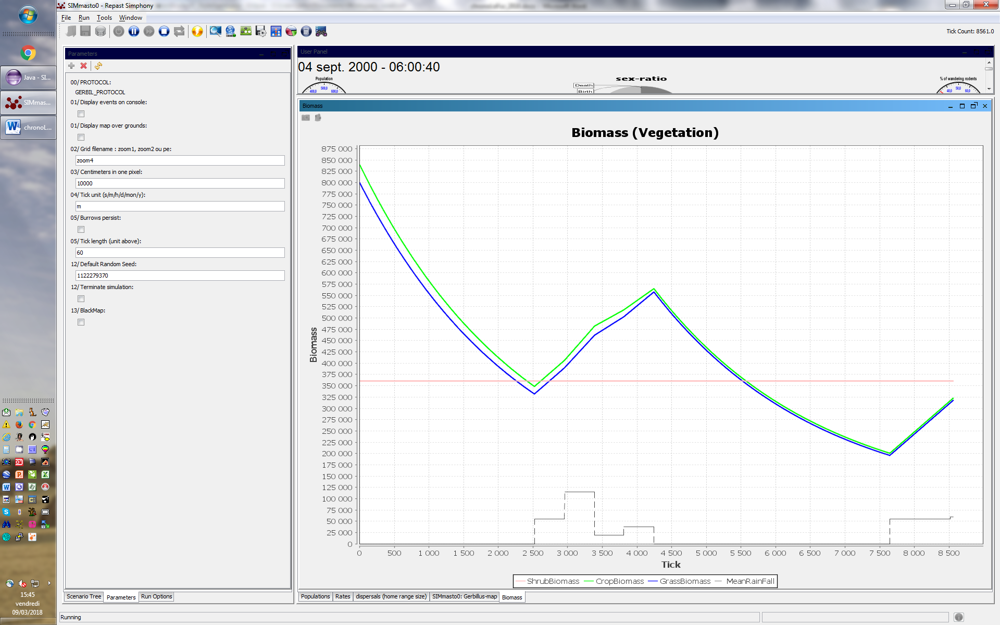 SIMmasto0 - Repast Simphony
File Run Tools Window
Tick Count: 8561.0
Java - SI...
SIMmas...
chronoL...
Parameters
00/ PROTOCOL:
GERBIL_PROTOCOL
01/ Display events on console:
01/ Display map over grounds:
02/ Grid filename : zoom1, zoom2 ou pe:
zoom4
03/ Centimeters in one pixel:
10000
04/ Tick unit (s/m/h/d/mon/y):
m
05/ Burrows persist:
05/ Tick length (unit above):
60
12/ Default Random Seed:
1122279370
12/ Terminate simulation:
13/ BlackMap:
Scenario Tree Parameters Run Options
User Panel
04 sept. 2000 - 06:00:40
Population
400,0 500,0 600,0
sex-ratio
Death
Birth
% of wandering rodents
40,0 50,0 60,0
Biomass
Biomass (Vegetation)
875 000
850 000
825 000
800 000
775 000
750 000
725 000
700 000
675 000
650 000
625 000
600 000
575 000
550 000
525 000
500 000
475 000
450 000
425 000
400 000
375 000
350 000
325 000
300 000
275 000
250 000
225 000
200 000
175 000
150 000
125 000
100 000
75 000
50 000
25 000
0
Biomass
0 500 1 000 1 500 2 000 2 500 3 000 3 500 4 000 4 500 5 000 5 500 6 000 6 500 7 000 7 500 8 000 8 500
Tick
ShrubBiomass CropBiomass GrassBiomass MeanRainFall
Populations Rates dispersals (home range size) SIMmasto0: Gerbillus-map Biomass
15:45
vendredi
09/03/2018
Running